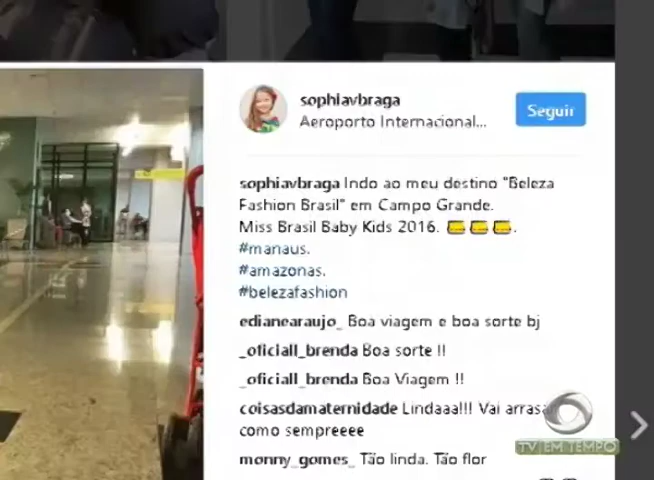 sophiavbraga
Aeroporto Internacional...
Seguir
sophiavbraga Indo ao meu destino "Beleza
Fashion Brasil" em Campo Grande.
Miss Brasil Baby Kids 2016.
#manaus.
#amazonas.
#belezafashion
edianearaujo_ Boa viagem e boa sorte bj
_oficiall_brenda Boa sorte !!
_oficiall_brenda Boa Viagem !!
coisasdamaternidade Lindaaa!!! Vai arrasa
como sempreeee
monny_gomes_ Tão linda. Tão flor
TV EM TEMPO